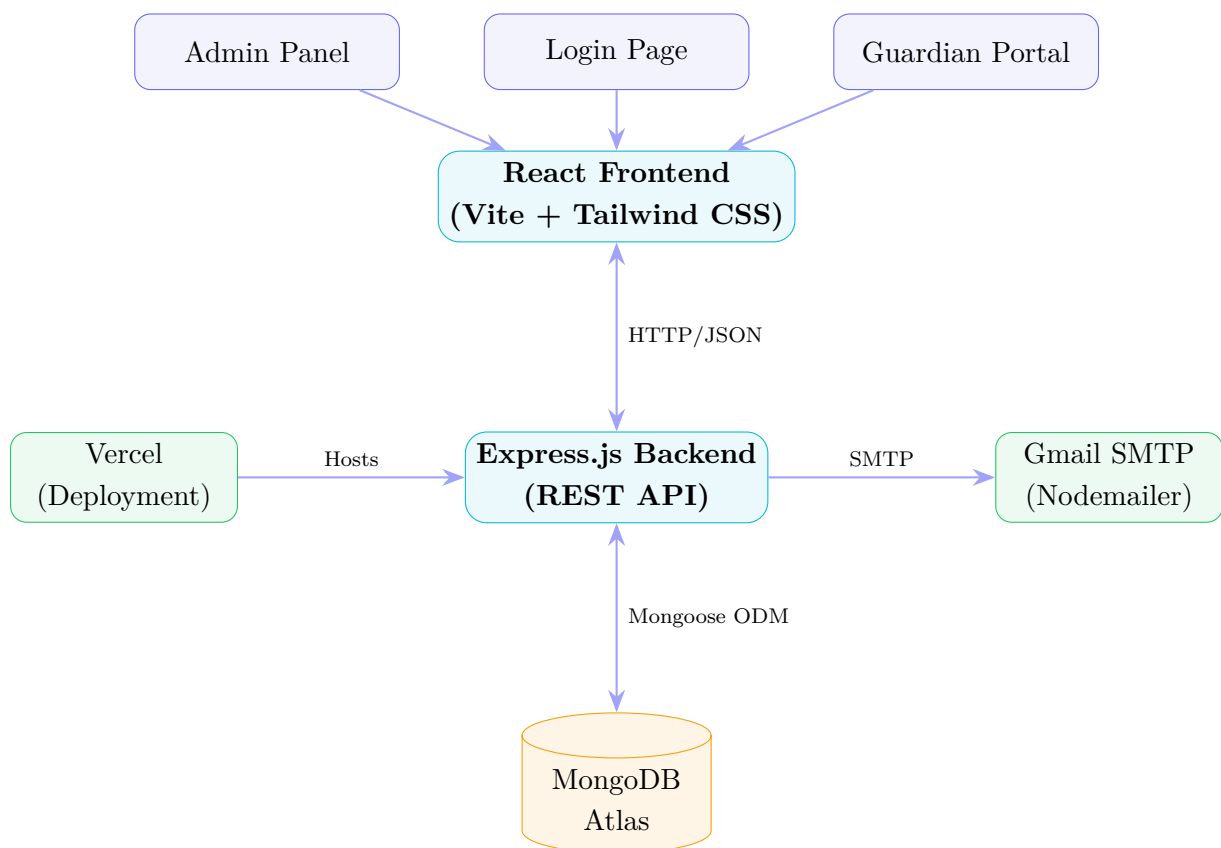 Admin Panel
Login Page
Guardian Portal
React Frontend
(Vite + Tailwind CSS)
HTTP/JSON
Vercel
(Deployment)
Hosts
Express.js Backend
(REST API)
SMTP
Gmail SMTP
(Nodemailer)
Mongoose ODM
MongoDB
Atlas